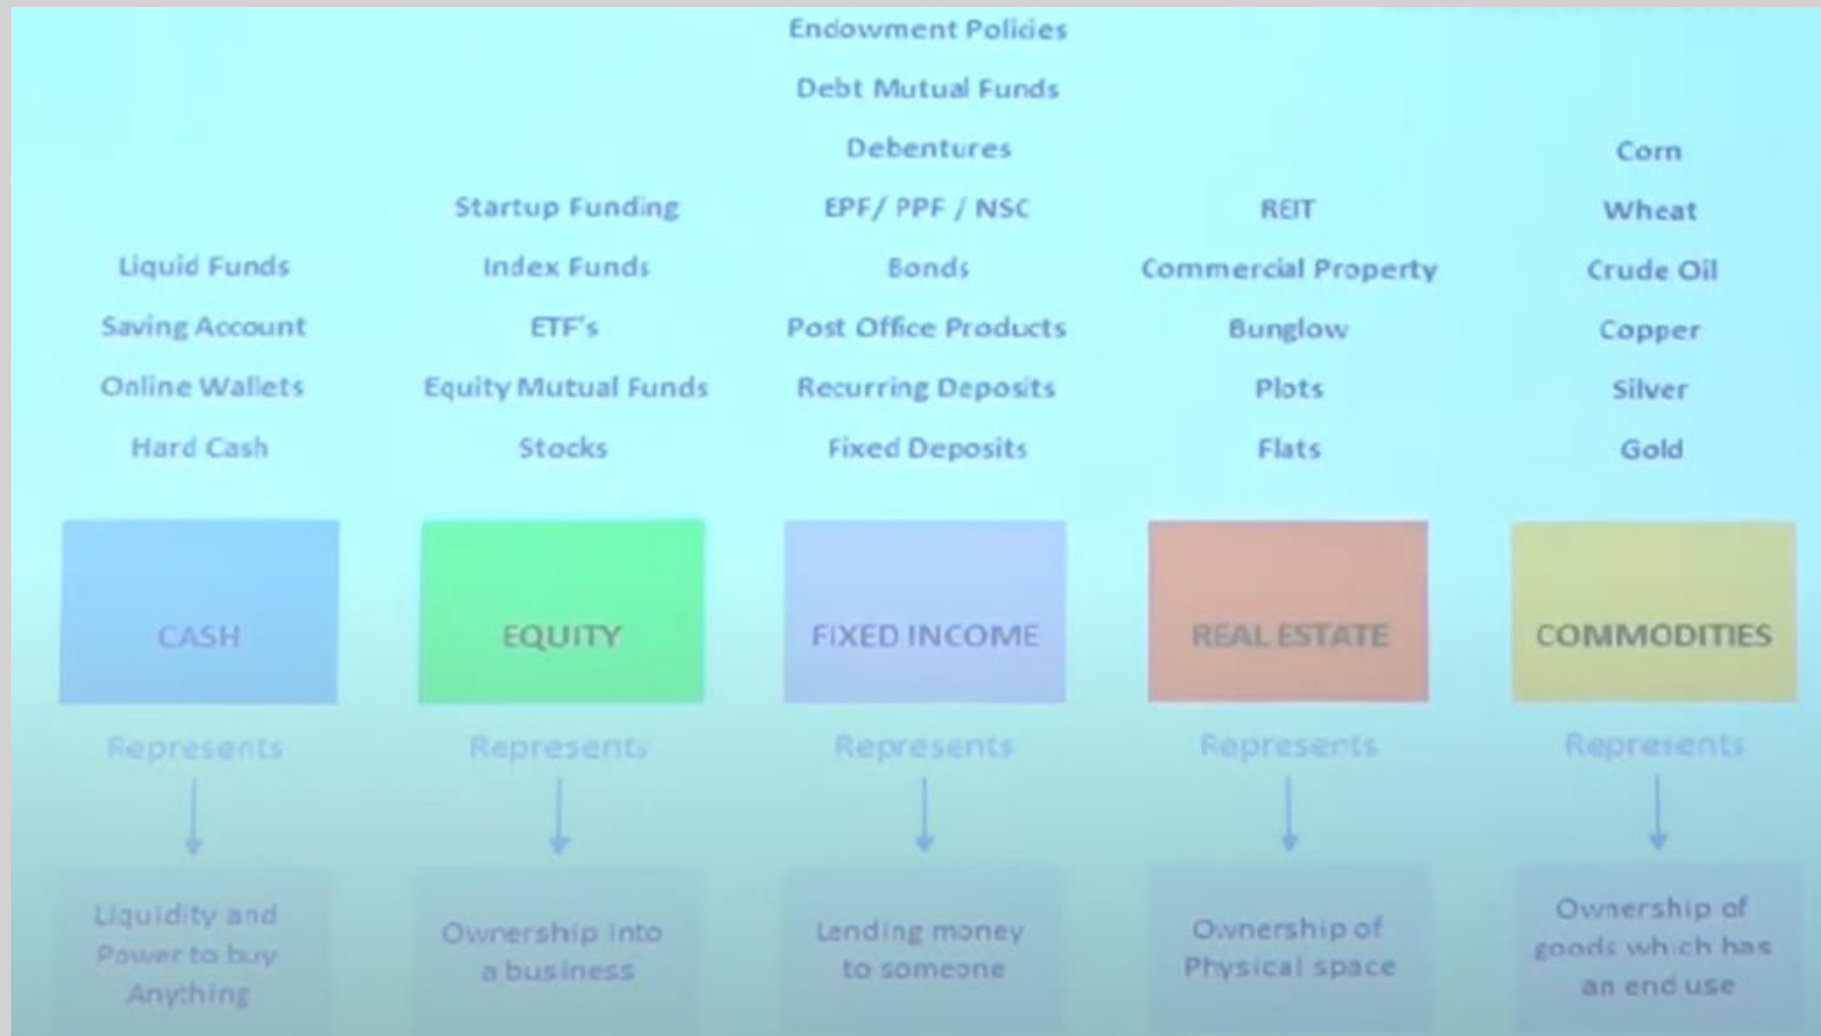 Endowment Policies
Debt Mutual Funds
Debentures
Corn
Startup Funding
EPF/ PPF / NSC
REIT
Wheat
Liquid Funds
Index Funds
Bonds
Commercial Property
Crude Oil
Saving Account
ETF's
Post Office Products
Bunglow
Copper
Online Wallets
Equity Mutual Funds
Recurring Deposits
Plots
Silver
Hard Cash
Stocks
Fixed Deposits
Flats
Gold
CASH
EQUITY
FIXED INCOME
REAL ESTATE
COMMODITIES
Represents
Represents
Represents
Represents
Represents
Liquidity and
Power to buy
Anything
Ownership into
a business
Lending money
to someone
Ownership of
Physical space
Ownership of
goods which has
an end use